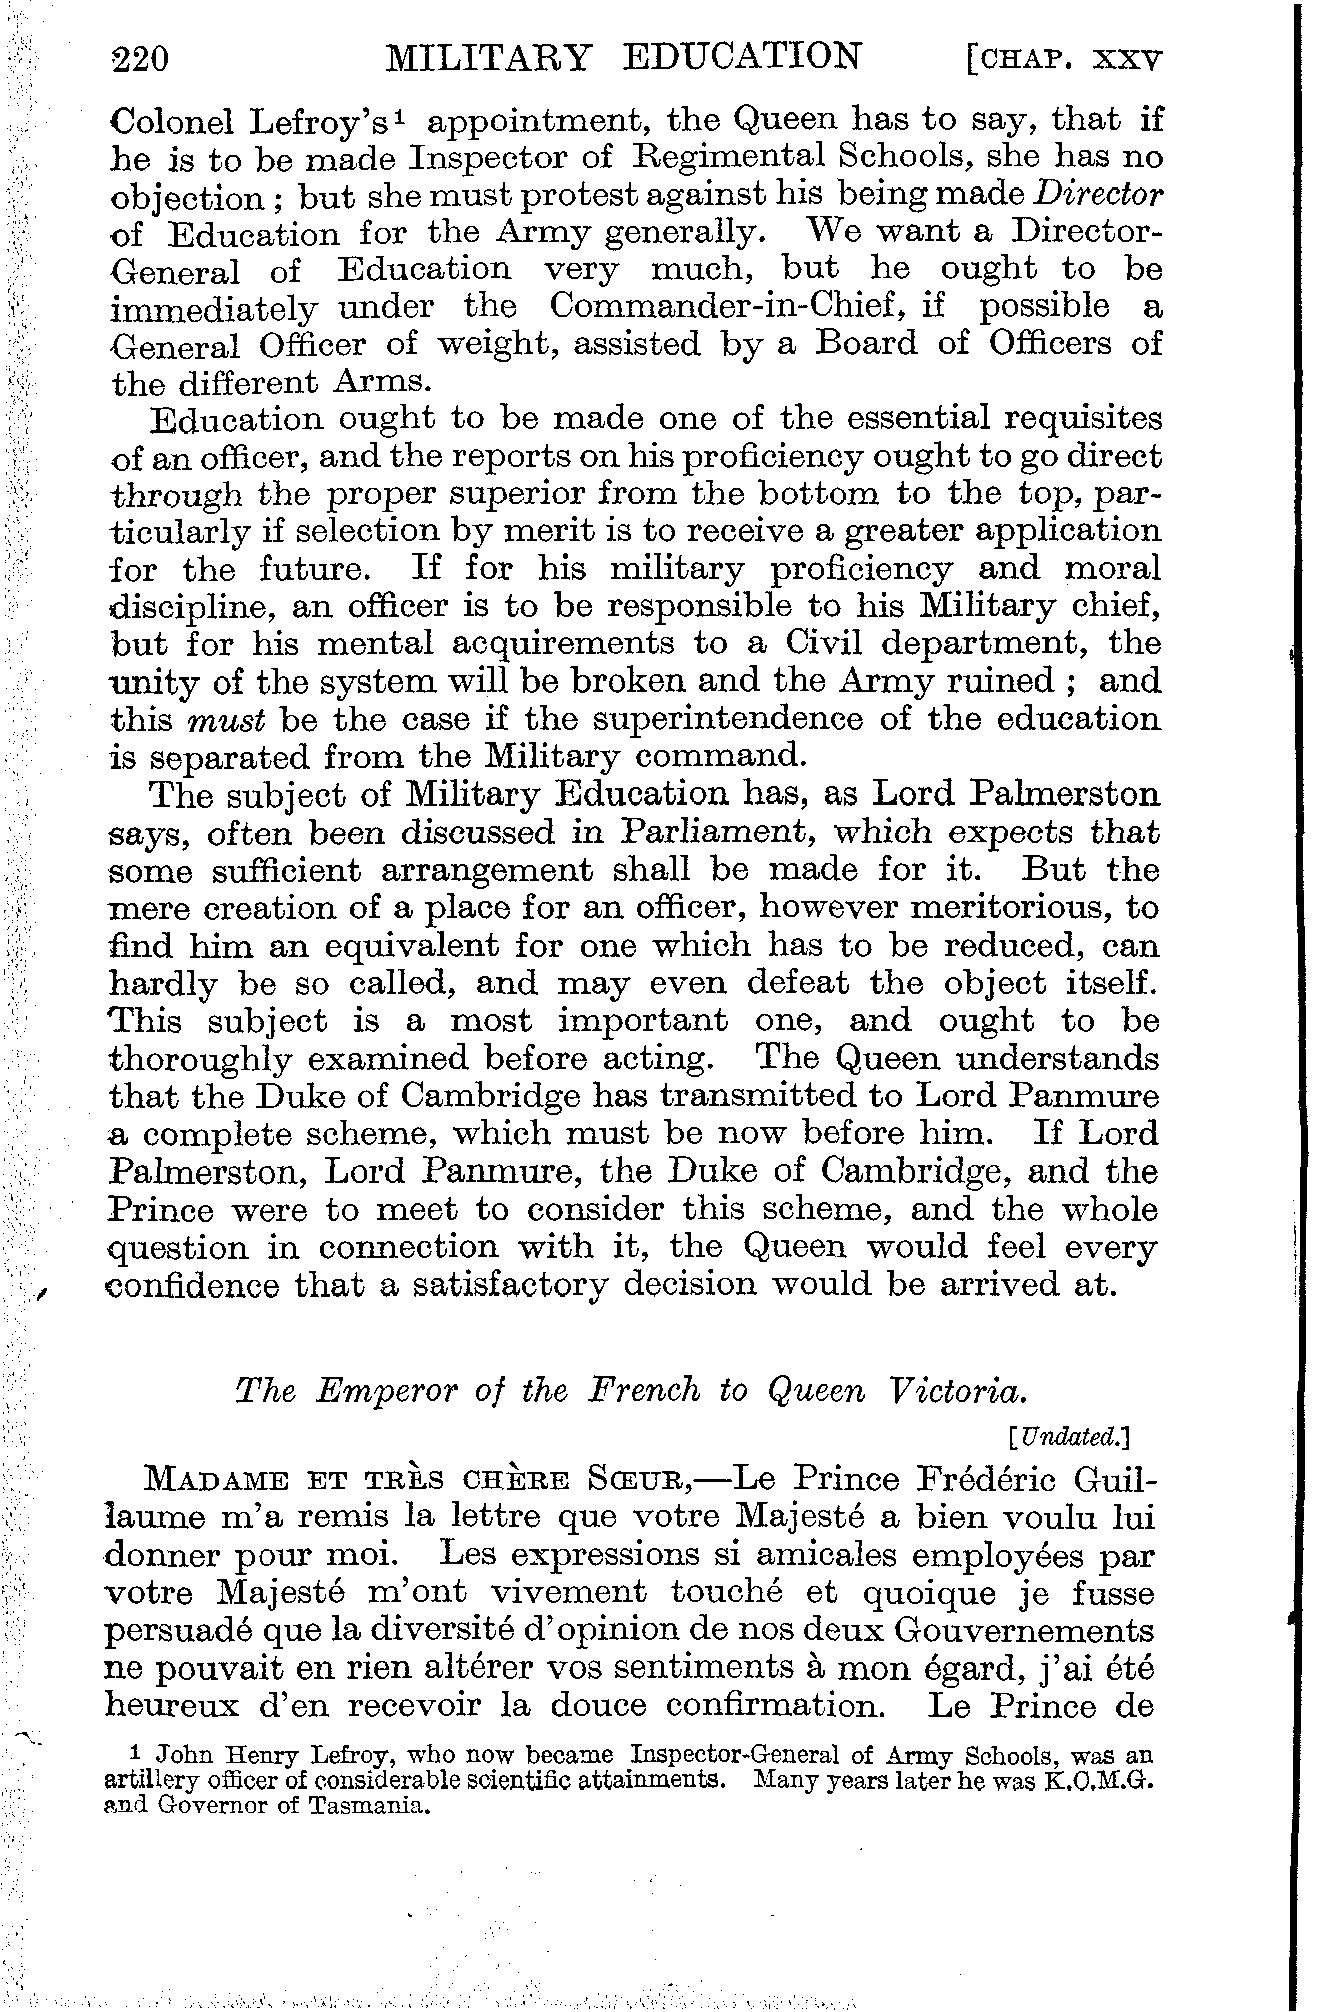 220 MILITARY EDUCATION [CHAP. XXV
Colonel Lefroy's¹ appointment, the Queen has to say, that if
he is to be made Inspector of Regimental Schools, she has no
objection ; but she must protest against his being made Director
of Education for the Army generally. We want a Director-
General of Education very much, but he ought to be
immediately under the Commander-in-Chief, if possible a
General Officer of weight, assisted by a Board of Officers of
the different Arms.
Education ought to be made one of the essential requisites
of an officer, and the reports on his proficiency ought to go direct
through the proper superior from the bottom to the top, par-
ticularly if selection by merit is to receive a greater application
for the future. If for his military proficiency and moral
discipline, an officer is to be responsible to his Military chief,
but for his mental acquirements to a Civil department, the
unity of the system will be broken and the Army ruined ; and
this must be the case if the superintendence of the education
is separated from the Military command.
The subject of Military Education has, as Lord Palmerston
says, often been discussed in Parliament, which expects that
some sufficient arrangement shall be made for it. But the
mere creation of a place for an officer, however meritorious, to
find him an equivalent for one which has to be reduced, can
hardly be so called, and may even defeat the object itself.
This subject is a most important one, and ought to be
thoroughly examined before acting. The Queen understands
that the Duke of Cambridge has transmitted to Lord Panmure
a complete scheme, which must be now before him. If Lord
Palmerston, Lord Panmure, the Duke of Cambridge, and the
Prince were to meet to consider this scheme, and the whole
question in connection with it, the Queen would feel every
confidence that a satisfactory decision would be arrived at.
The Emperor of the French to Queen Victoria.
[Undated.]
MADAME ET TRÈS CHÈRE SŒUR,—Le Prince Frédéric Guil-
laume m'a remis la lettre que votre Majesté a bien voulu lui
donner pour moi. Les expressions si amicales employées par
votre Majesté m'ont vivement touché et quoique je fusse
persuadé que la diversité d'opinion de nos deux Gouvernements
ne pouvait en rien altérer vos sentiments à mon égard, j'ai été
heureux d'en recevoir la douce confirmation. Le Prince de
1 John Henry Lefroy, who now became Inspector-General of Army Schools, was an
artillery officer of considerable scientific attainments. Many years later he was K.C.M.G.
and Governor of Tasmania.